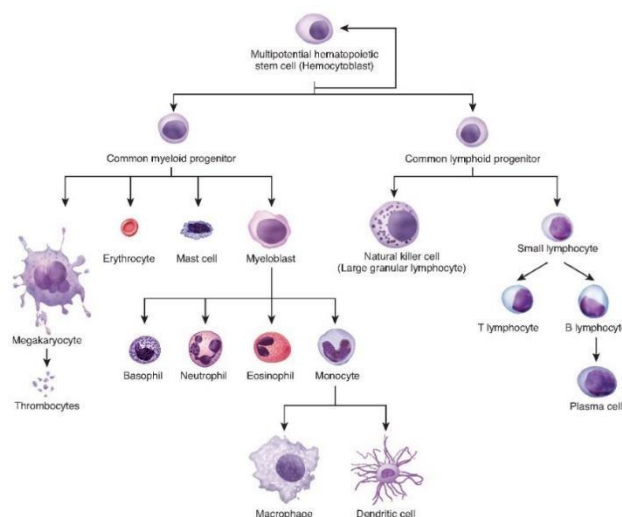 Multipotential hematopoietic
stem cell (Hemocytoblast)
Common myeloid progenitor
Common lymphoid progenitor
Erythrocyte
Mast cell
Myeloblast
Natural killer cell
(Large granular lymphocyte)
Small lymphocyte
Megakaryocyte
Thrombocytes
Basophil
Neutrophil
Eosinophil
Monocyte
T lymphocyte
B lymphocyte
Plasma cell
Macrophage
Dendritic cell